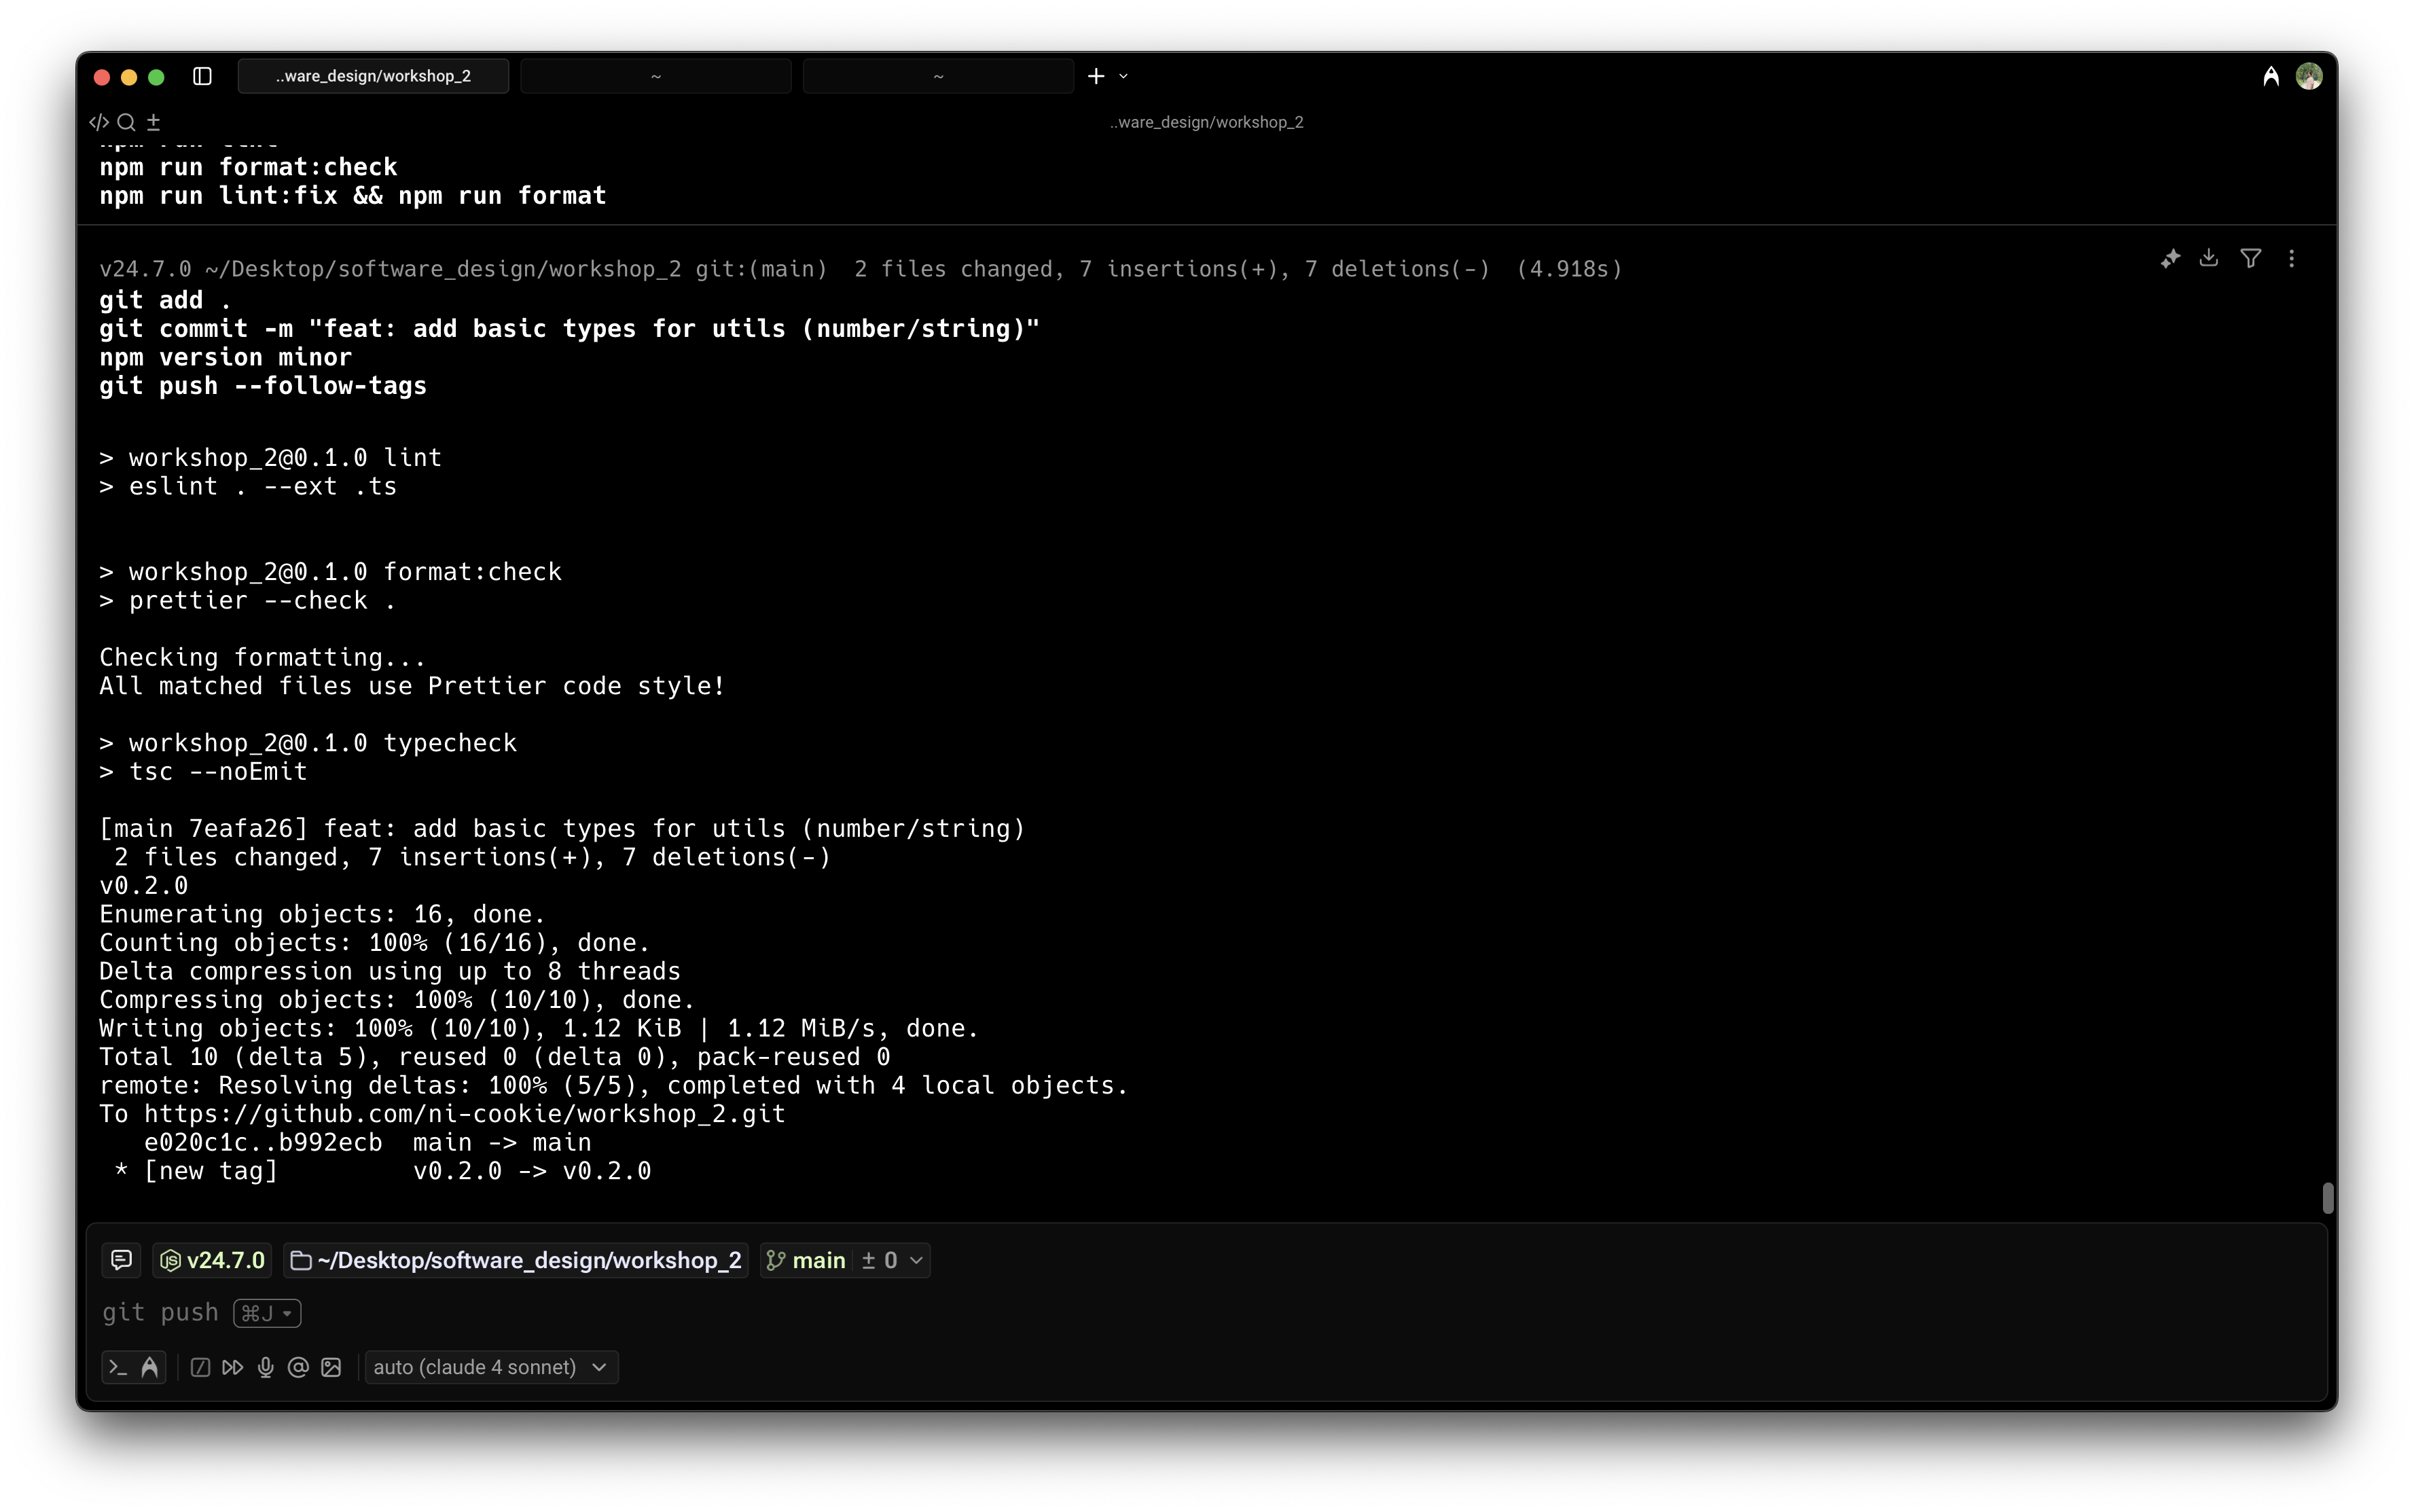 ..ware_design/workshop_2
~
~
..ware_design/workshop_2
npm run lint
npm run format:check
npm run lint:fix && npm run format
v24.7.0 ~/Desktop/software_design/workshop_2 git:(main)  2 files changed, 7 insertions(+), 7 deletions(-)  (4.918s)
git add .
git commit -m "feat: add basic types for utils (number/string)"
npm version minor
git push --follow-tags
> workshop_2@0.1.0 lint
> eslint . --ext .ts
> workshop_2@0.1.0 format:check
> prettier --check .
Checking formatting...
All matched files use Prettier code style!
> workshop_2@0.1.0 typecheck
> tsc --noEmit
[main 7eafa26] feat: add basic types for utils (number/string)
 2 files changed, 7 insertions(+), 7 deletions(-)
v0.2.0
Enumerating objects: 16, done.
Counting objects: 100% (16/16), done.
Delta compression using up to 8 threads
Compressing objects: 100% (10/10), done.
Writing objects: 100% (10/10), 1.12 KiB | 1.12 MiB/s, done.
Total 10 (delta 5), reused 0 (delta 0), pack-reused 0
remote: Resolving deltas: 100% (5/5), completed with 4 local objects.
To https://github.com/ni-cookie/workshop_2.git
   e020c1c..b992ecb  main -> main
 * [new tag]         v0.2.0 -> v0.2.0
v24.7.0 ~/Desktop/software_design/workshop_2 main ± 0
git push ⌘J
auto (claude 4 sonnet)